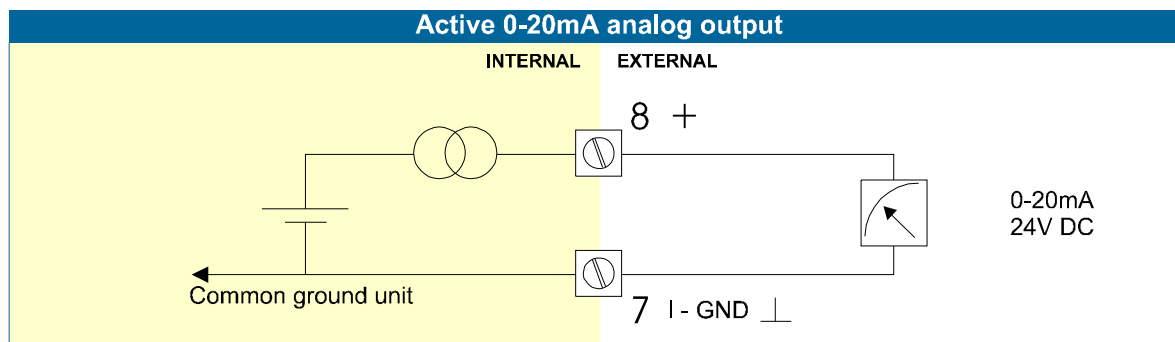 Active 0-20mA analog output
INTERNAL EXTERNAL
8 +
0-20mA
24V DC
Common ground unit
7 I - GND ⊥